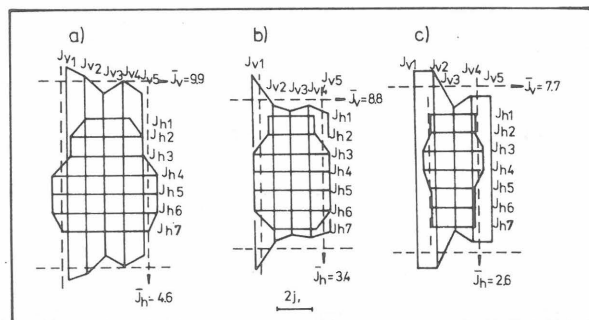 a)
Jv1
Jv2
Jv3
Jv4
Jv5
J̄v=9.9
Jh1
Jh2
Jh3
Jh4
Jh5
Jh6
Jh7
J̄h=4.6
b)
Jv1
Jv2
Jv3
Jv4
Jv5
J̄v=8.8
Jh1
Jh2
Jh3
Jh4
Jh5
Jh6
Jh7
J̄h=3.4
2j,
c)
Jv1
Jv2
Jv3
Jv4
Jv5
J̄v=7.7
Jh1
Jh2
Jh3
Jh4
Jh5
Jh6
Jh7
J̄h=2.6